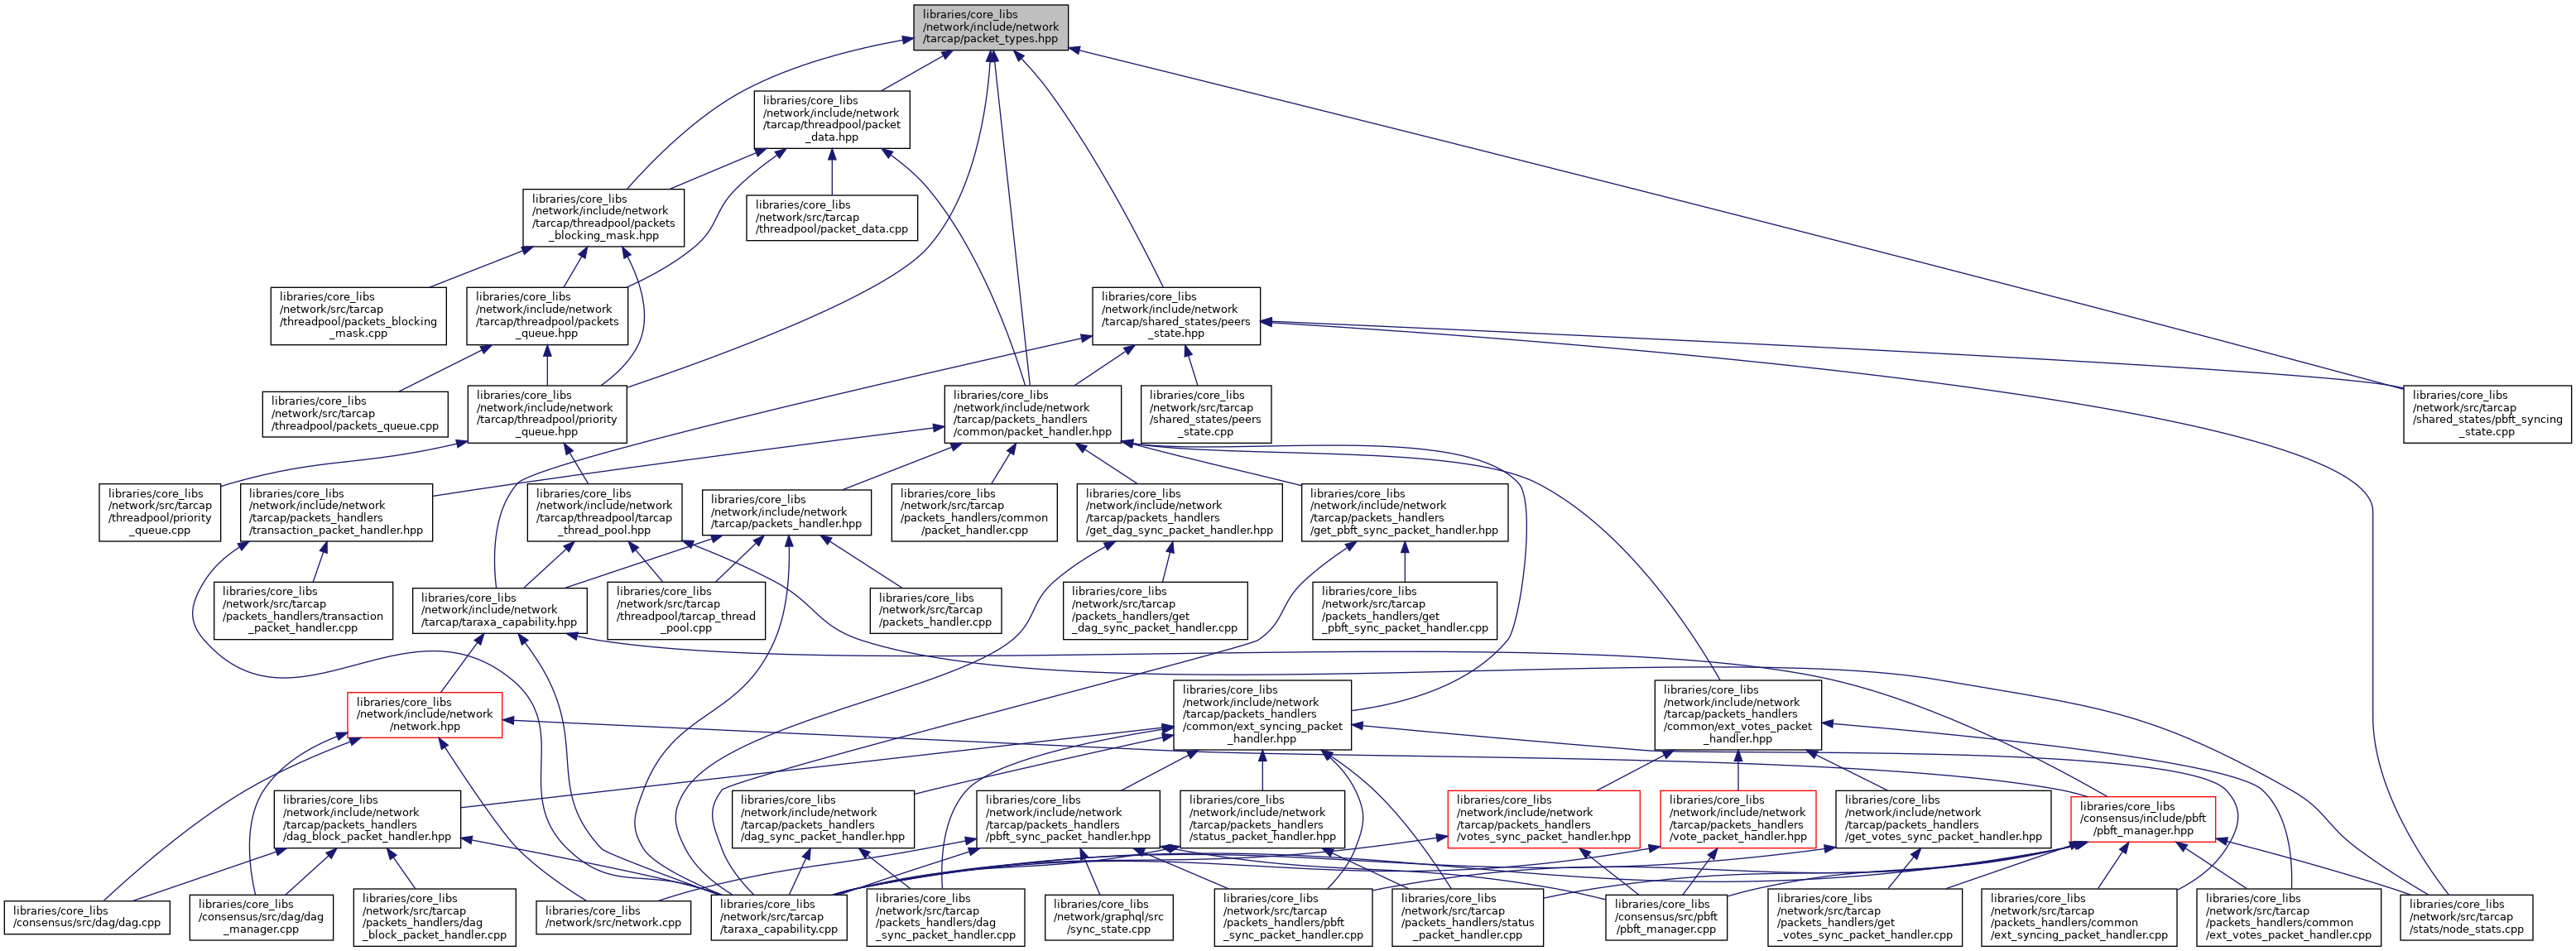 libraries/core_libs
/network/include/network
/tarcap/packet_types.hpp
libraries/core_libs
/network/include/network
/tarcap/threadpool/packet
_data.hpp
libraries/core_libs
/network/include/network
/tarcap/threadpool/packets
_blocking_mask.hpp
libraries/core_libs
/network/src/tarcap
/threadpool/packet_data.cpp
libraries/core_libs
/network/src/tarcap
/threadpool/packets_blocking
_mask.cpp
libraries/core_libs
/network/include/network
/tarcap/threadpool/packets
_queue.hpp
libraries/core_libs
/network/include/network
/tarcap/shared_states/peers
_state.hpp
libraries/core_libs
/network/src/tarcap
/threadpool/packets_queue.cpp
libraries/core_libs
/network/include/network
/tarcap/threadpool/priority
_queue.hpp
libraries/core_libs
/network/include/network
/tarcap/packets_handlers
/common/packet_handler.hpp
libraries/core_libs
/network/src/tarcap
/shared_states/peers
_state.cpp
libraries/core_libs
/network/src/tarcap
/shared_states/pbft_syncing
_state.cpp
libraries/core_libs
/network/src/tarcap
/threadpool/priority
_queue.cpp
libraries/core_libs
/network/include/network
/tarcap/packets_handlers
/transaction_packet_handler.hpp
libraries/core_libs
/network/include/network
/tarcap/threadpool/tarcap
_thread_pool.hpp
libraries/core_libs
/network/include/network
/tarcap/packets_handler.hpp
libraries/core_libs
/network/src/tarcap
/packets_handlers/common
/packet_handler.cpp
libraries/core_libs
/network/include/network
/tarcap/packets_handlers
/get_dag_sync_packet_handler.hpp
libraries/core_libs
/network/include/network
/tarcap/packets_handlers
/get_pbft_sync_packet_handler.hpp
libraries/core_libs
/network/src/tarcap
/packets_handlers/transaction
_packet_handler.cpp
libraries/core_libs
/network/include/network
/tarcap/taraxa_capability.hpp
libraries/core_libs
/network/src/tarcap
/threadpool/tarcap_thread
_pool.cpp
libraries/core_libs
/network/src/tarcap
/packets_handler.cpp
libraries/core_libs
/network/src/tarcap
/packets_handlers/get
_dag_sync_packet_handler.cpp
libraries/core_libs
/network/src/tarcap
/packets_handlers/get
_pbft_sync_packet_handler.cpp
libraries/core_libs
/network/include/network
/network.hpp
libraries/core_libs
/network/include/network
/tarcap/packets_handlers
/common/ext_syncing_packet
_handler.hpp
libraries/core_libs
/network/include/network
/tarcap/packets_handlers
/common/ext_votes_packet
_handler.hpp
libraries/core_libs
/network/include/network
/tarcap/packets_handlers
/dag_block_packet_handler.hpp
libraries/core_libs
/network/include/network
/tarcap/packets_handlers
/dag_sync_packet_handler.hpp
libraries/core_libs
/network/include/network
/tarcap/packets_handlers
/pbft_sync_packet_handler.hpp
libraries/core_libs
/network/include/network
/tarcap/packets_handlers
/status_packet_handler.hpp
libraries/core_libs
/network/include/network
/tarcap/packets_handlers
/votes_sync_packet_handler.hpp
libraries/core_libs
/network/include/network
/tarcap/packets_handlers
/vote_packet_handler.hpp
libraries/core_libs
/network/include/network
/tarcap/packets_handlers
/get_votes_sync_packet_handler.hpp
libraries/core_libs
/consensus/include/pbft
/pbft_manager.hpp
libraries/core_libs
/consensus/src/dag/dag.cpp
libraries/core_libs
/consensus/src/dag/dag
_manager.cpp
libraries/core_libs
/network/src/tarcap
/packets_handlers/dag
_block_packet_handler.cpp
libraries/core_libs
/network/src/network.cpp
libraries/core_libs
/network/src/tarcap
/taraxa_capability.cpp
libraries/core_libs
/network/src/tarcap
/packets_handlers/dag
_sync_packet_handler.cpp
libraries/core_libs
/network/graphql/src
/sync_state.cpp
libraries/core_libs
/network/src/tarcap
/packets_handlers/pbft
_sync_packet_handler.cpp
libraries/core_libs
/network/src/tarcap
/packets_handlers/status
_packet_handler.cpp
libraries/core_libs
/consensus/src/pbft
/pbft_manager.cpp
libraries/core_libs
/network/src/tarcap
/packets_handlers/get
_votes_sync_packet_handler.cpp
libraries/core_libs
/network/src/tarcap
/packets_handlers/common
/ext_syncing_packet_handler.cpp
libraries/core_libs
/network/src/tarcap
/packets_handlers/common
/ext_votes_packet_handler.cpp
libraries/core_libs
/network/src/tarcap
/stats/node_stats.cpp